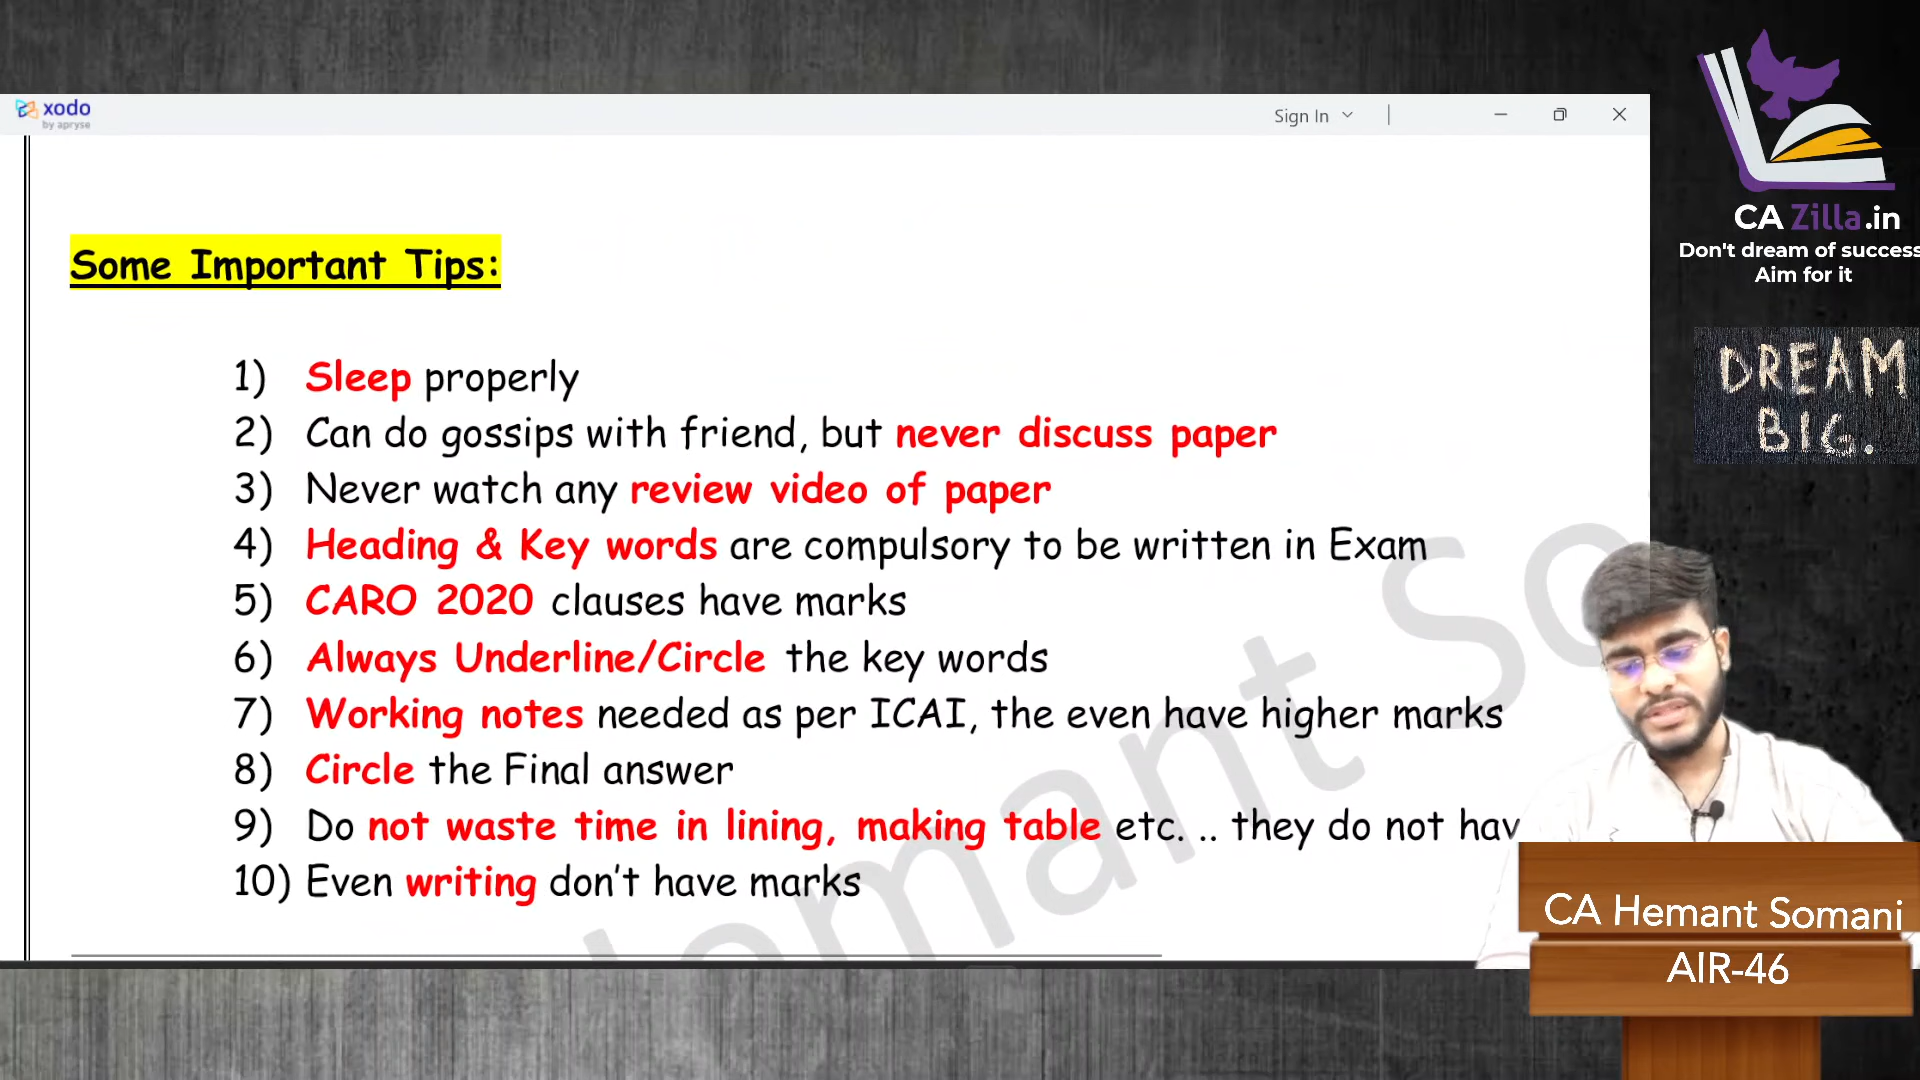 xodo
by apryse
Sign In
CA Zilla.in
Don't dream of success
Aim for it
DREAM
BIG.
Some Important Tips:
1) Sleep properly
2) Can do gossips with friend, but never discuss paper
3) Never watch any review video of paper
4) Heading & Key words are compulsory to be written in Exam
5) CARO 2020 clauses have marks
6) Always Underline/Circle the key words
7) Working notes needed as per ICAI, the even have higher marks
8) Circle the Final answer
9) Do not waste time in lining, making table etc. .. they do not hav
10) Even writing don't have marks
emant So
CA Hemant Somani
AIR-46